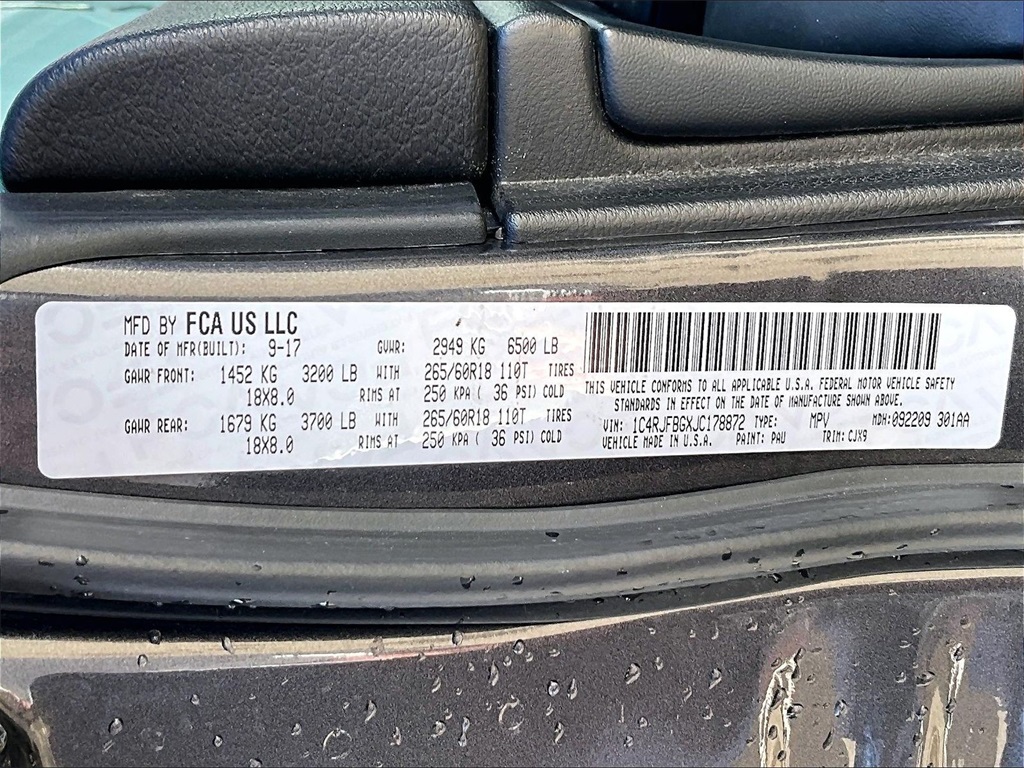 MFD BY FCA US LLC
DATE OF MFR(BUILT): 9-17 GVWR: 2949 KG 6500 LB
GAWR FRONT: 1452 KG 3200 LB WITH 265/60R18 110T TIRES
18X8.0 RIMS AT 250 KPA ( 36 PSI) COLD
GAWR REAR: 1679 KG 3700 LB WITH 265/60R18 110T TIRES
18X8.0 RIMS AT 250 KPA ( 36 PSI) COLD
THIS VEHICLE CONFORMS TO ALL APPLICABLE U.S.A. FEDERAL MOTOR VEHICLE SAFETY
STANDARDS IN EFFECT ON THE DATE OF MANUFACTURE SHOWN ABOVE.
VIN: 1C4RJFBGXJC178872 TYPE: MPV MDH:092209 301AA
VEHICLE MADE IN U.S.A. PAINT: PAU TRIM: CJX9